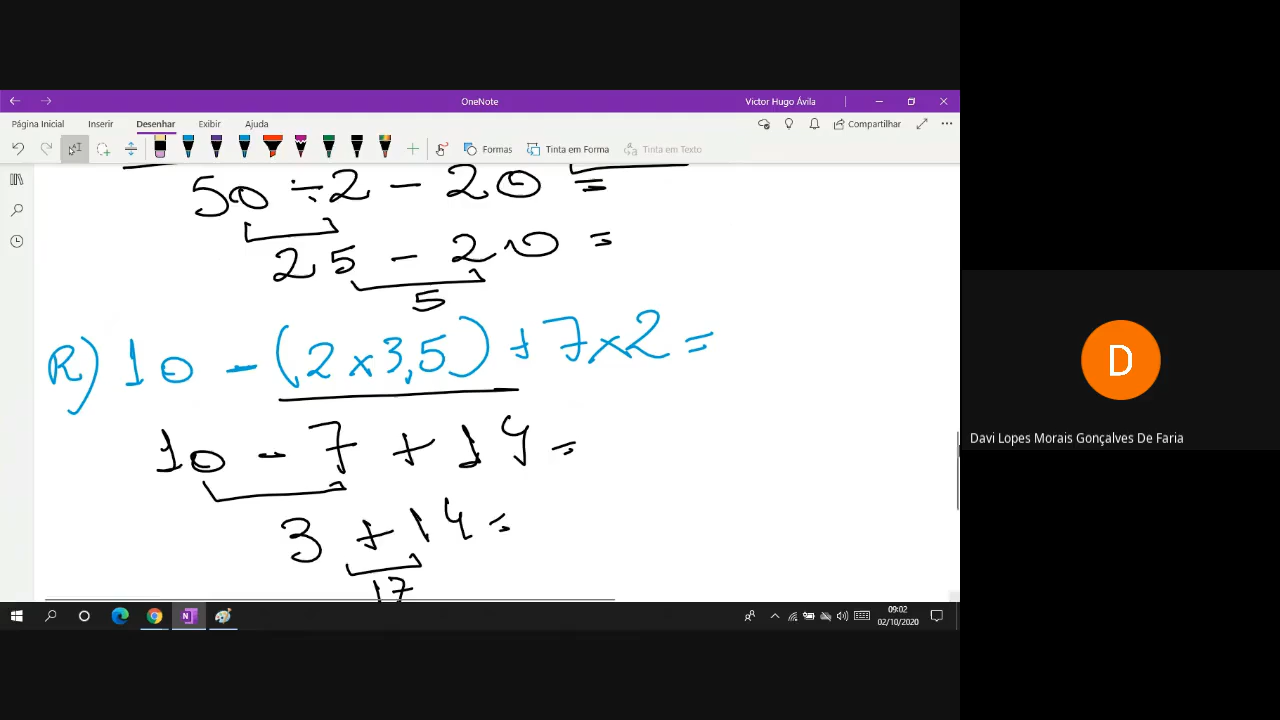 OneNote
Victor Hugo Ávila
Página Inicial Inserir Desenhar Exibir Ajuda
Compartilhar
Formas Tinta em Forma Tinta em Texto
50 ÷ 2 - 20 =
25 - 20 =
5
R) 10 - (2 x 3,5) + 7 x 2 =
10 - 7 + 14 =
3 + 14 =
17
D
Davi Lopes Morais Gonçalves De Faria
09:02
02/10/2020